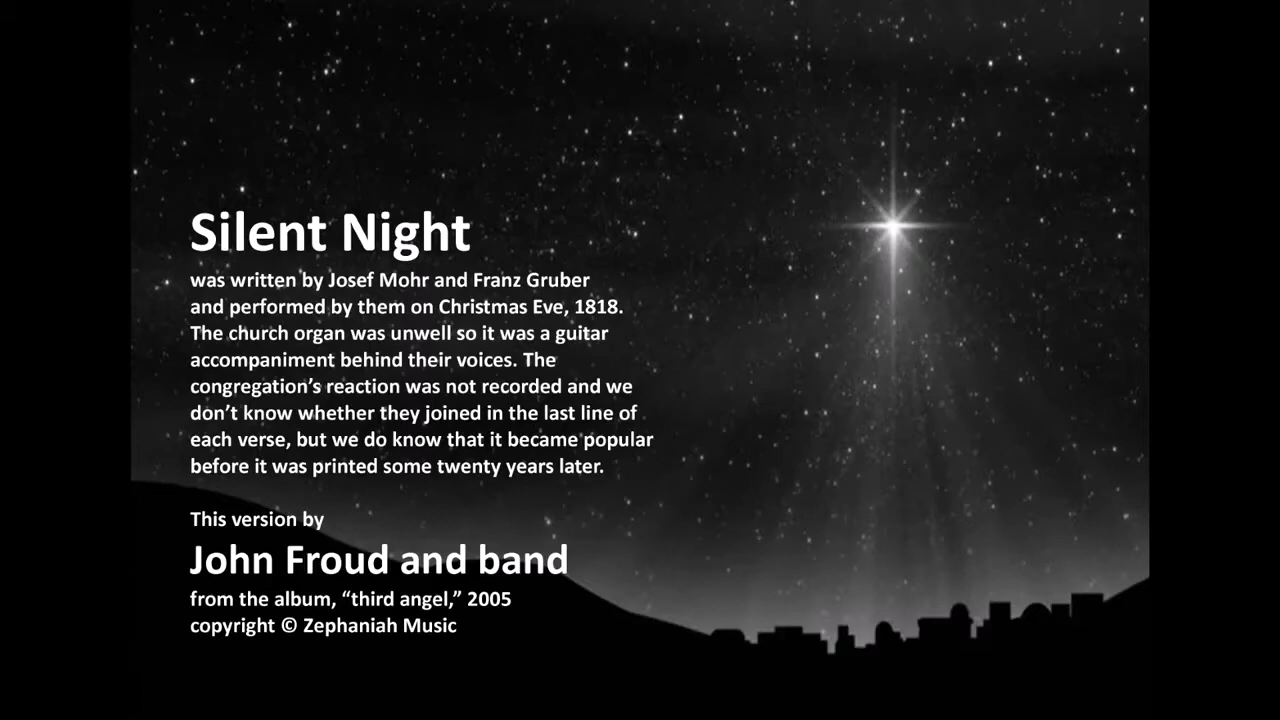 Silent Night
was written by Josef Mohr and Franz Gruber
and performed by them on Christmas Eve, 1818.
The church organ was unwell so it was a guitar
accompaniment behind their voices. The
congregation’s reaction was not recorded and we
don’t know whether they joined in the last line of
each verse, but we do know that it became popular
before it was printed some twenty years later.
This version by
John Froud and band
from the album, “third angel,” 2005
copyright © Zephaniah Music